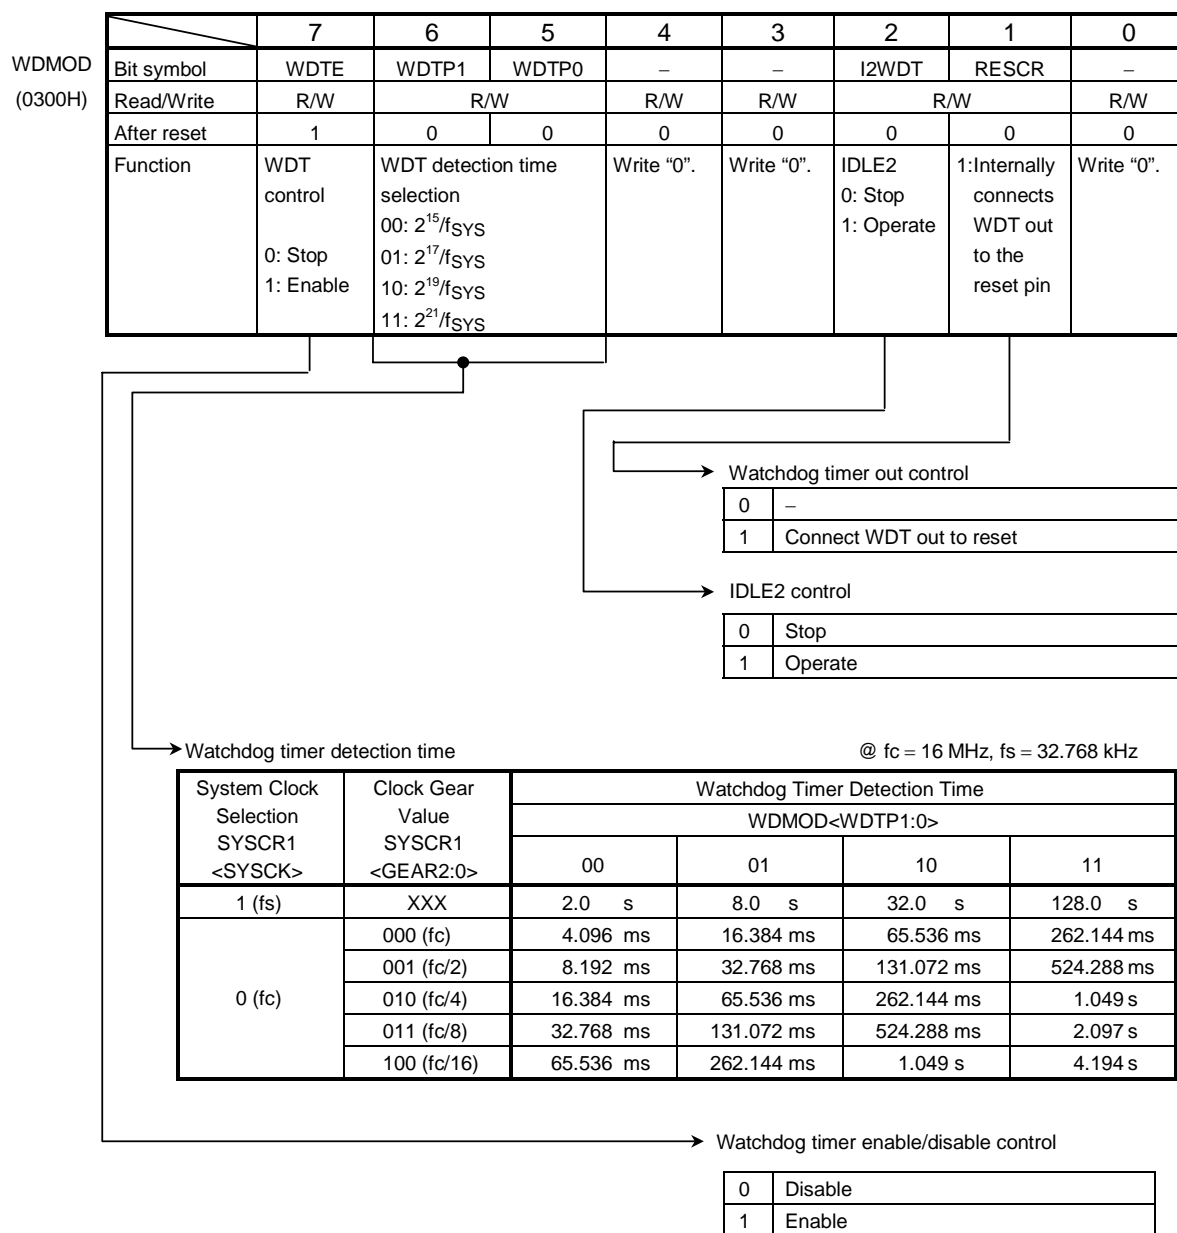 7 6 5 4 3 2 1 0
WDMOD Bit symbol WDTE WDTP1 WDTP0 – – I2WDT RESCR –
(0300H) Read/Write R/W R/W R/W R/W R/W R/W
After reset 1 0 0 0 0 0 0 0
Function WDT WDT detection time Write “0”. Write “0”. IDLE2 1:Internally Write “0”.
control selection 0: Stop connects
00: 2^15/fSYS 1: Operate WDT out
0: Stop 01: 2^17/fSYS to the
1: Enable 10: 2^19/fSYS reset pin
11: 2^21/fSYS
Watchdog timer out control
0 –
1 Connect WDT out to reset
IDLE2 control
0 Stop
1 Operate
Watchdog timer detection time @ fc = 16 MHz, fs = 32.768 kHz
System Clock Clock Gear Watchdog Timer Detection Time
Selection Value WDMOD<WDTP1:0>
SYSCR1 SYSCR1
<SYSCK> <GEAR2:0> 00 01 10 11
1 (fs) XXX 2.0 s 8.0 s 32.0 s 128.0 s
000 (fc) 4.096 ms 16.384 ms 65.536 ms 262.144 ms
001 (fc/2) 8.192 ms 32.768 ms 131.072 ms 524.288 ms
0 (fc) 010 (fc/4) 16.384 ms 65.536 ms 262.144 ms 1.049 s
011 (fc/8) 32.768 ms 131.072 ms 524.288 ms 2.097 s
100 (fc/16) 65.536 ms 262.144 ms 1.049 s 4.194 s
Watchdog timer enable/disable control
0 Disable
1 Enable